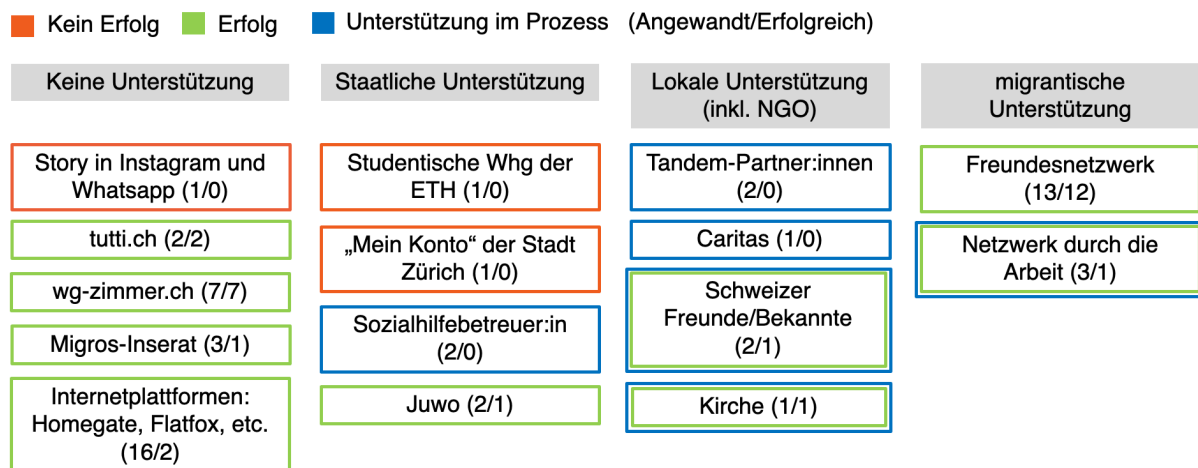 Kein Erfolg
Erfolg
Unterstützung im Prozess (Angewandt/Erfolgreich)
Keine Unterstützung
Story in Instagram und
Whatsapp (1/0)
tutti.ch (2/2)
wg-zimmer.ch (7/7)
Migros-Inserat (3/1)
Internetplattformen:
Homegate, Flatfox, etc.
(16/2)
Staatliche Unterstützung
Studentische Whg der
ETH (1/0)
„Mein Konto“ der Stadt
Zürich (1/0)
Sozialhilfebetreuer:in
(2/0)
Juwo (2/1)
Lokale Unterstützung
(inkl. NGO)
Tandem-Partner:innen
(2/0)
Caritas (1/0)
Schweizer
Freunde/Bekannte
(2/1)
Kirche (1/1)
migrantische
Unterstützung
Freundesnetzwerk
(13/12)
Netzwerk durch die
Arbeit (3/1)